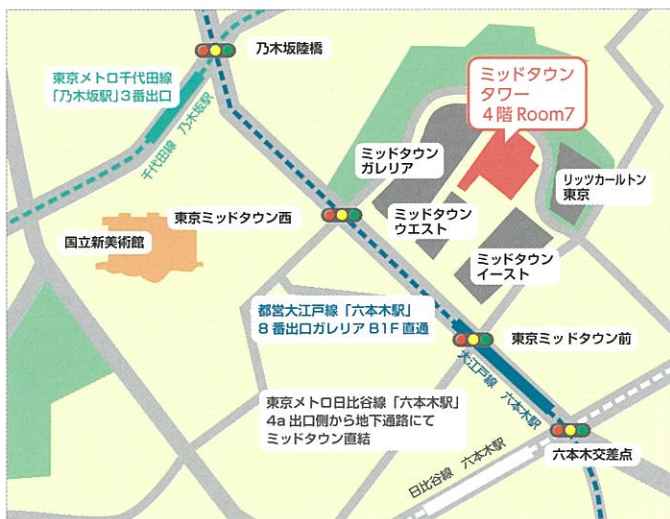 乃木坂陸橋
東京メトロ千代田線
「乃木坂駅」3番出口
千代田線 乃木坂駅
ミッドタウン
タワー
4階 Room7
ミッドタウン
ガレリア
リッツカールトン
東京
東京ミッドタウン西
ミッドタウン
ウエスト
国立新美術館
ミッドタウン
イースト
都営大江戸線「六本木駅」
8番出口ガレリア B1F 直通
東京ミッドタウン前
大江戸線 六本木駅
東京メトロ日比谷線「六本木駅」
4a 出口側から地下通路にて
ミッドタウン直結
六本木交差点
日比谷線 六本木駅